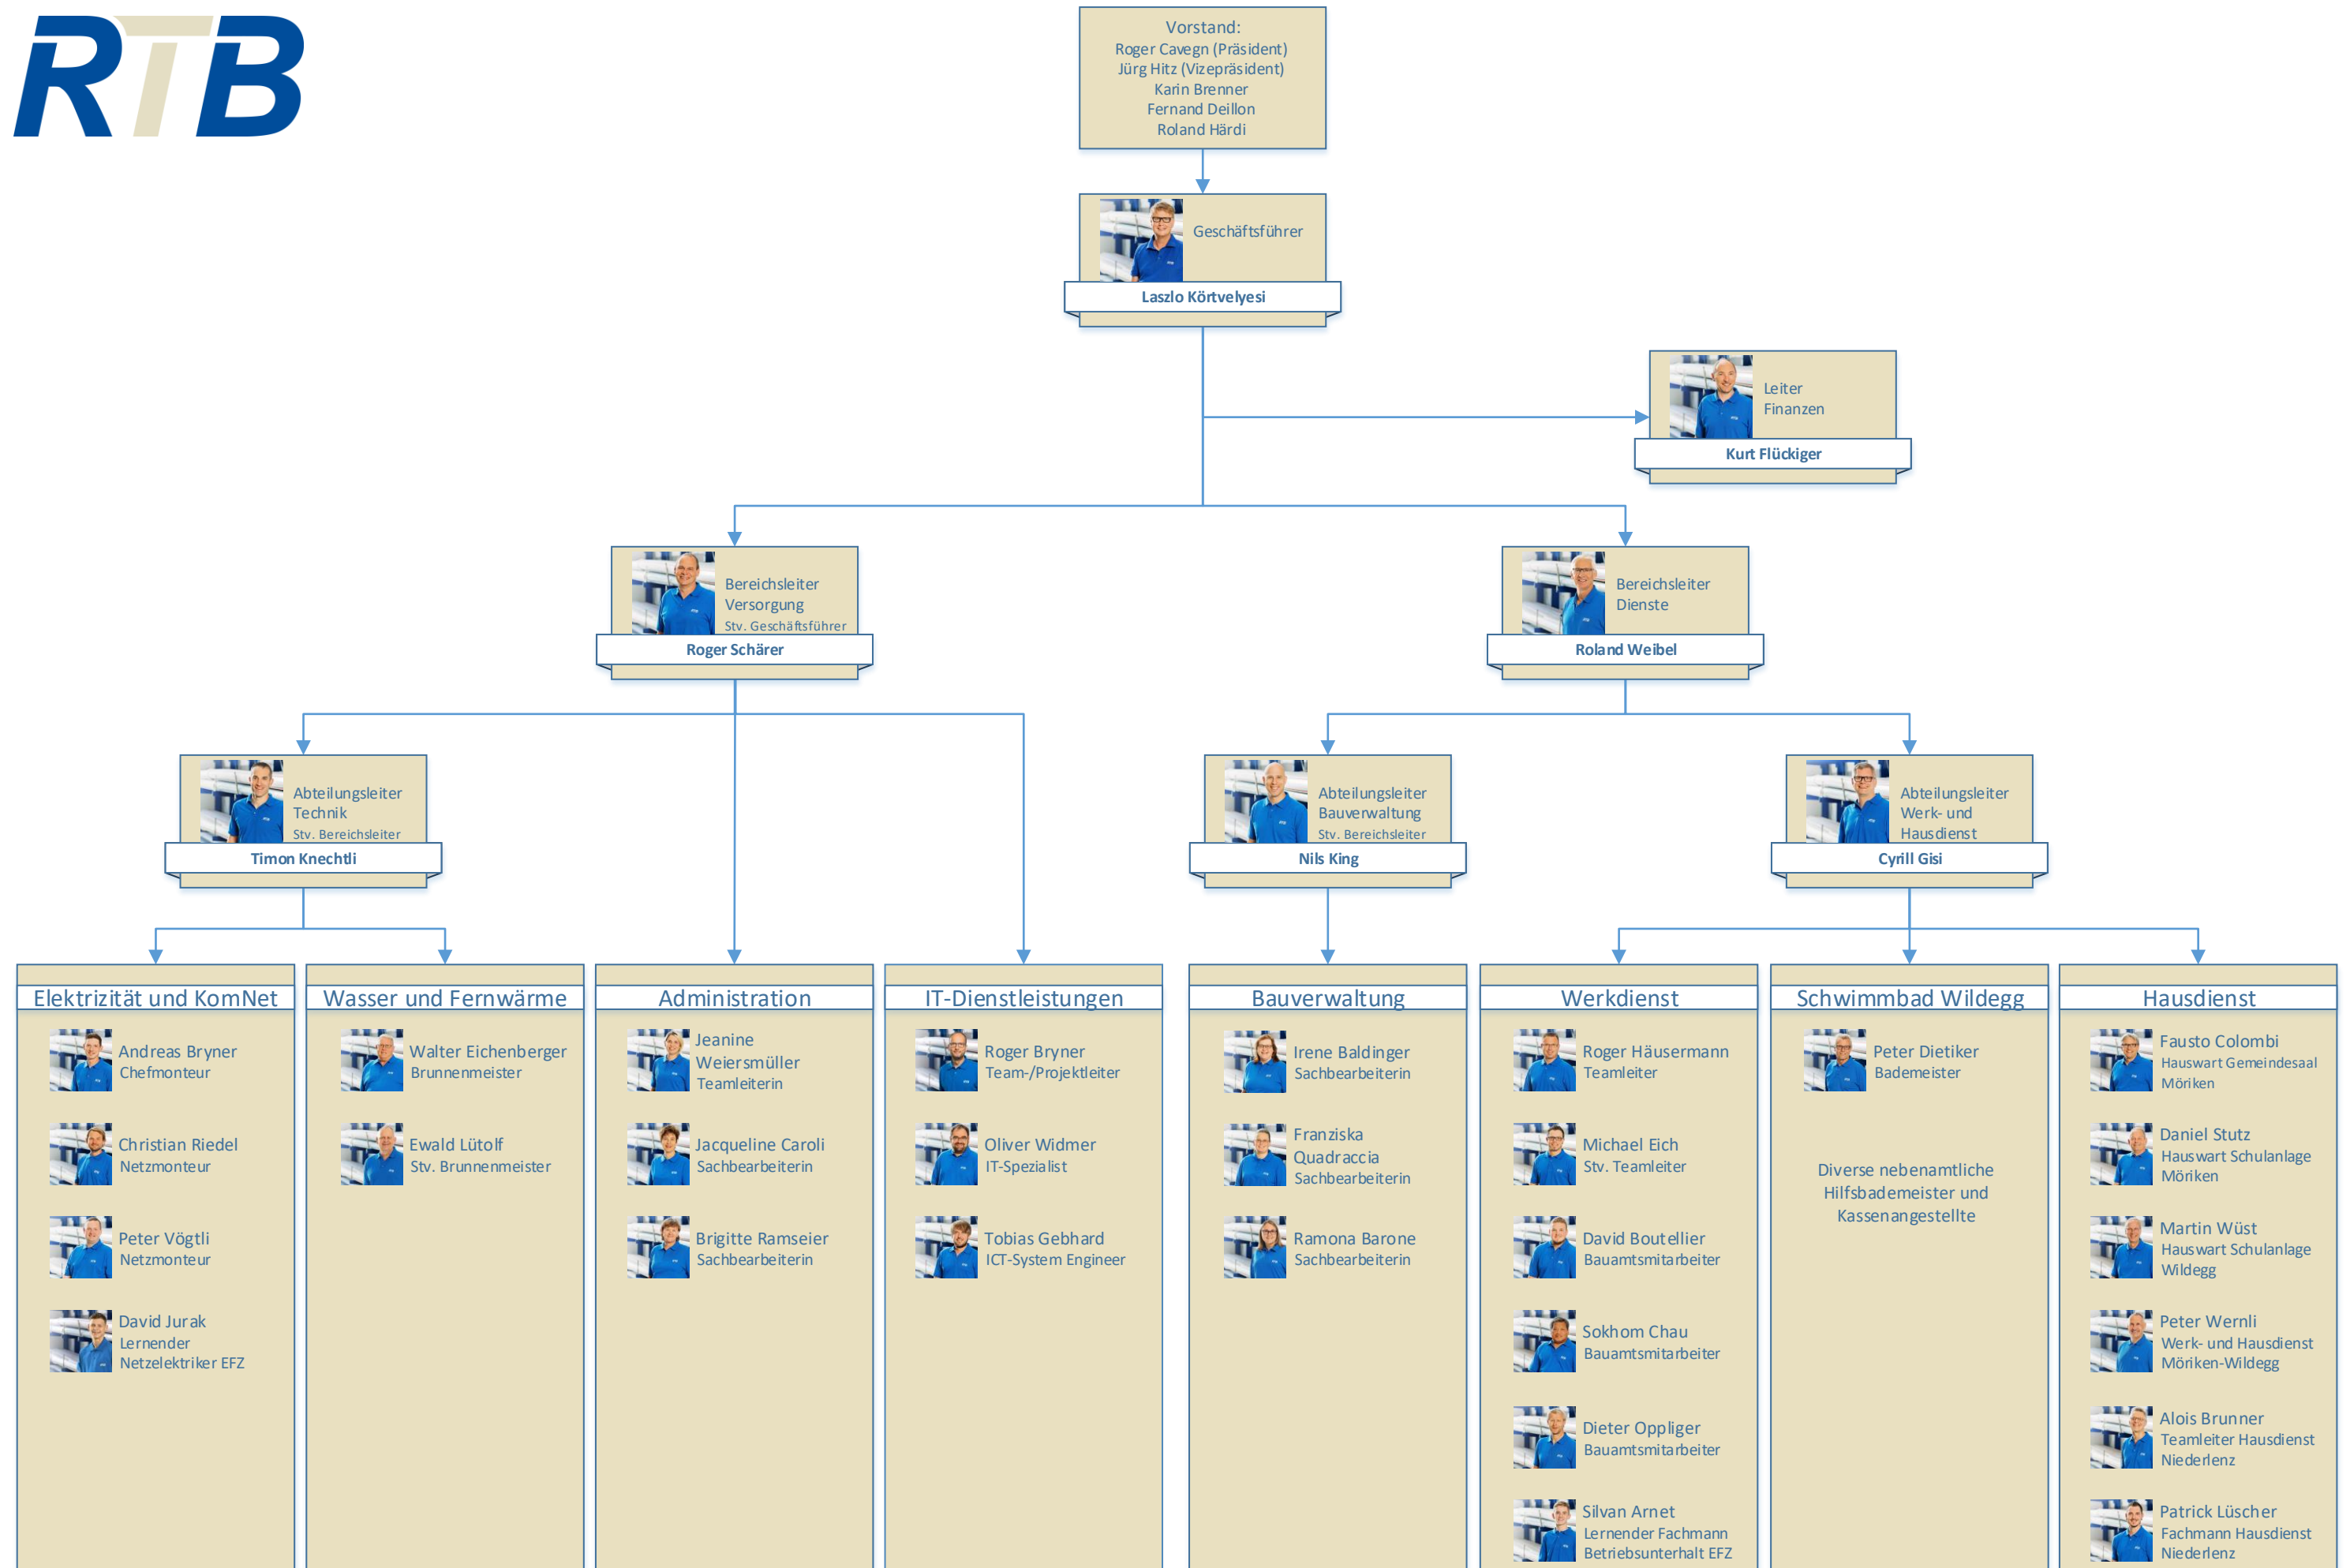 RTB
Vorstand:
Roger Cavegn (Präsident)
Jürg Hitz (Vizepräsident)
Karin Brenner
Fernand Deillon
Roland Härdi
Geschäftsführer
Laszlo Körtvelyesi
Leiter
Finanzen
Kurt Flückiger
Bereichsleiter
Versorgung
Stv. Geschäftsführer
Roger Schärer
Bereichsleiter
Dienste
Roland Weibel
Abteilungsleiter
Technik
Stv. Bereichsleiter
Timon Knechtli
Abteilungsleiter
Bauverwaltung
Stv. Bereichsleiter
Nils King
Abteilungsleiter
Werk- und
Hausdienst
Cyrill Gisi
Elektrizität und KomNet
Andreas Bryner
Chefmonteur
Christian Riedel
Netzmonteur
Peter Vögtli
Netzmonteur
David Jurak
Lernender
Netzelektriker EFZ
Wasser und Fernwärme
Walter Eichenberger
Brunnenmeister
Ewald Lütolf
Stv. Brunnenmeister
Administration
Jeanine
Weiersmüller
Teamleiterin
Jacqueline Caroli
Sachbearbeiterin
Brigitte Ramseier
Sachbearbeiterin
IT-Dienstleistungen
Roger Bryner
Team-/Projektleiter
Oliver Widmer
IT-Spezialist
Tobias Gebhard
ICT-System Engineer
Bauverwaltung
Irene Baldinger
Sachbearbeiterin
Franziska
Quadraccia
Sachbearbeiterin
Ramona Barone
Sachbearbeiterin
Werkdienst
Roger Häusermann
Teamleiter
Michael Eich
Stv. Teamleiter
David Boutellier
Bauamtsmitarbeiter
Sokhom Chau
Bauamtsmitarbeiter
Dieter Oppliger
Bauamtsmitarbeiter
Silvan Arnet
Lernender Fachmann
Betriebsunterhalt EFZ
Schwimmbad Wildegg
Peter Dietiker
Bademeister
Diverse nebenamtliche
Hilfsbademeister und
Kassenangestellte
Hausdienst
Fausto Colombi
Hauswart Gemeindesaal
Möriken
Daniel Stutz
Hauswart Schulanlage
Möriken
Martin Wüst
Hauswart Schulanlage
Wildegg
Peter Wernli
Werk- und Hausdienst
Möriken-Wildegg
Alois Brunner
Teamleiter Hausdienst
Niederlenz
Patrick Lüscher
Fachmann Hausdienst
Niederlenz